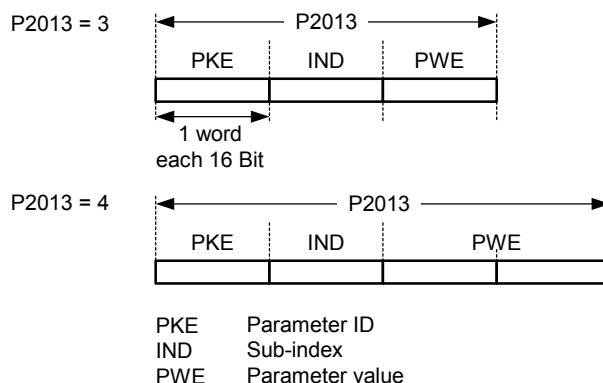 P2013 = 3
P2013
PKE IND PWE
1 word
each 16 Bit
P2013 = 4
P2013
PKE IND PWE
PKE Parameter ID
IND Sub-index
PWE Parameter value